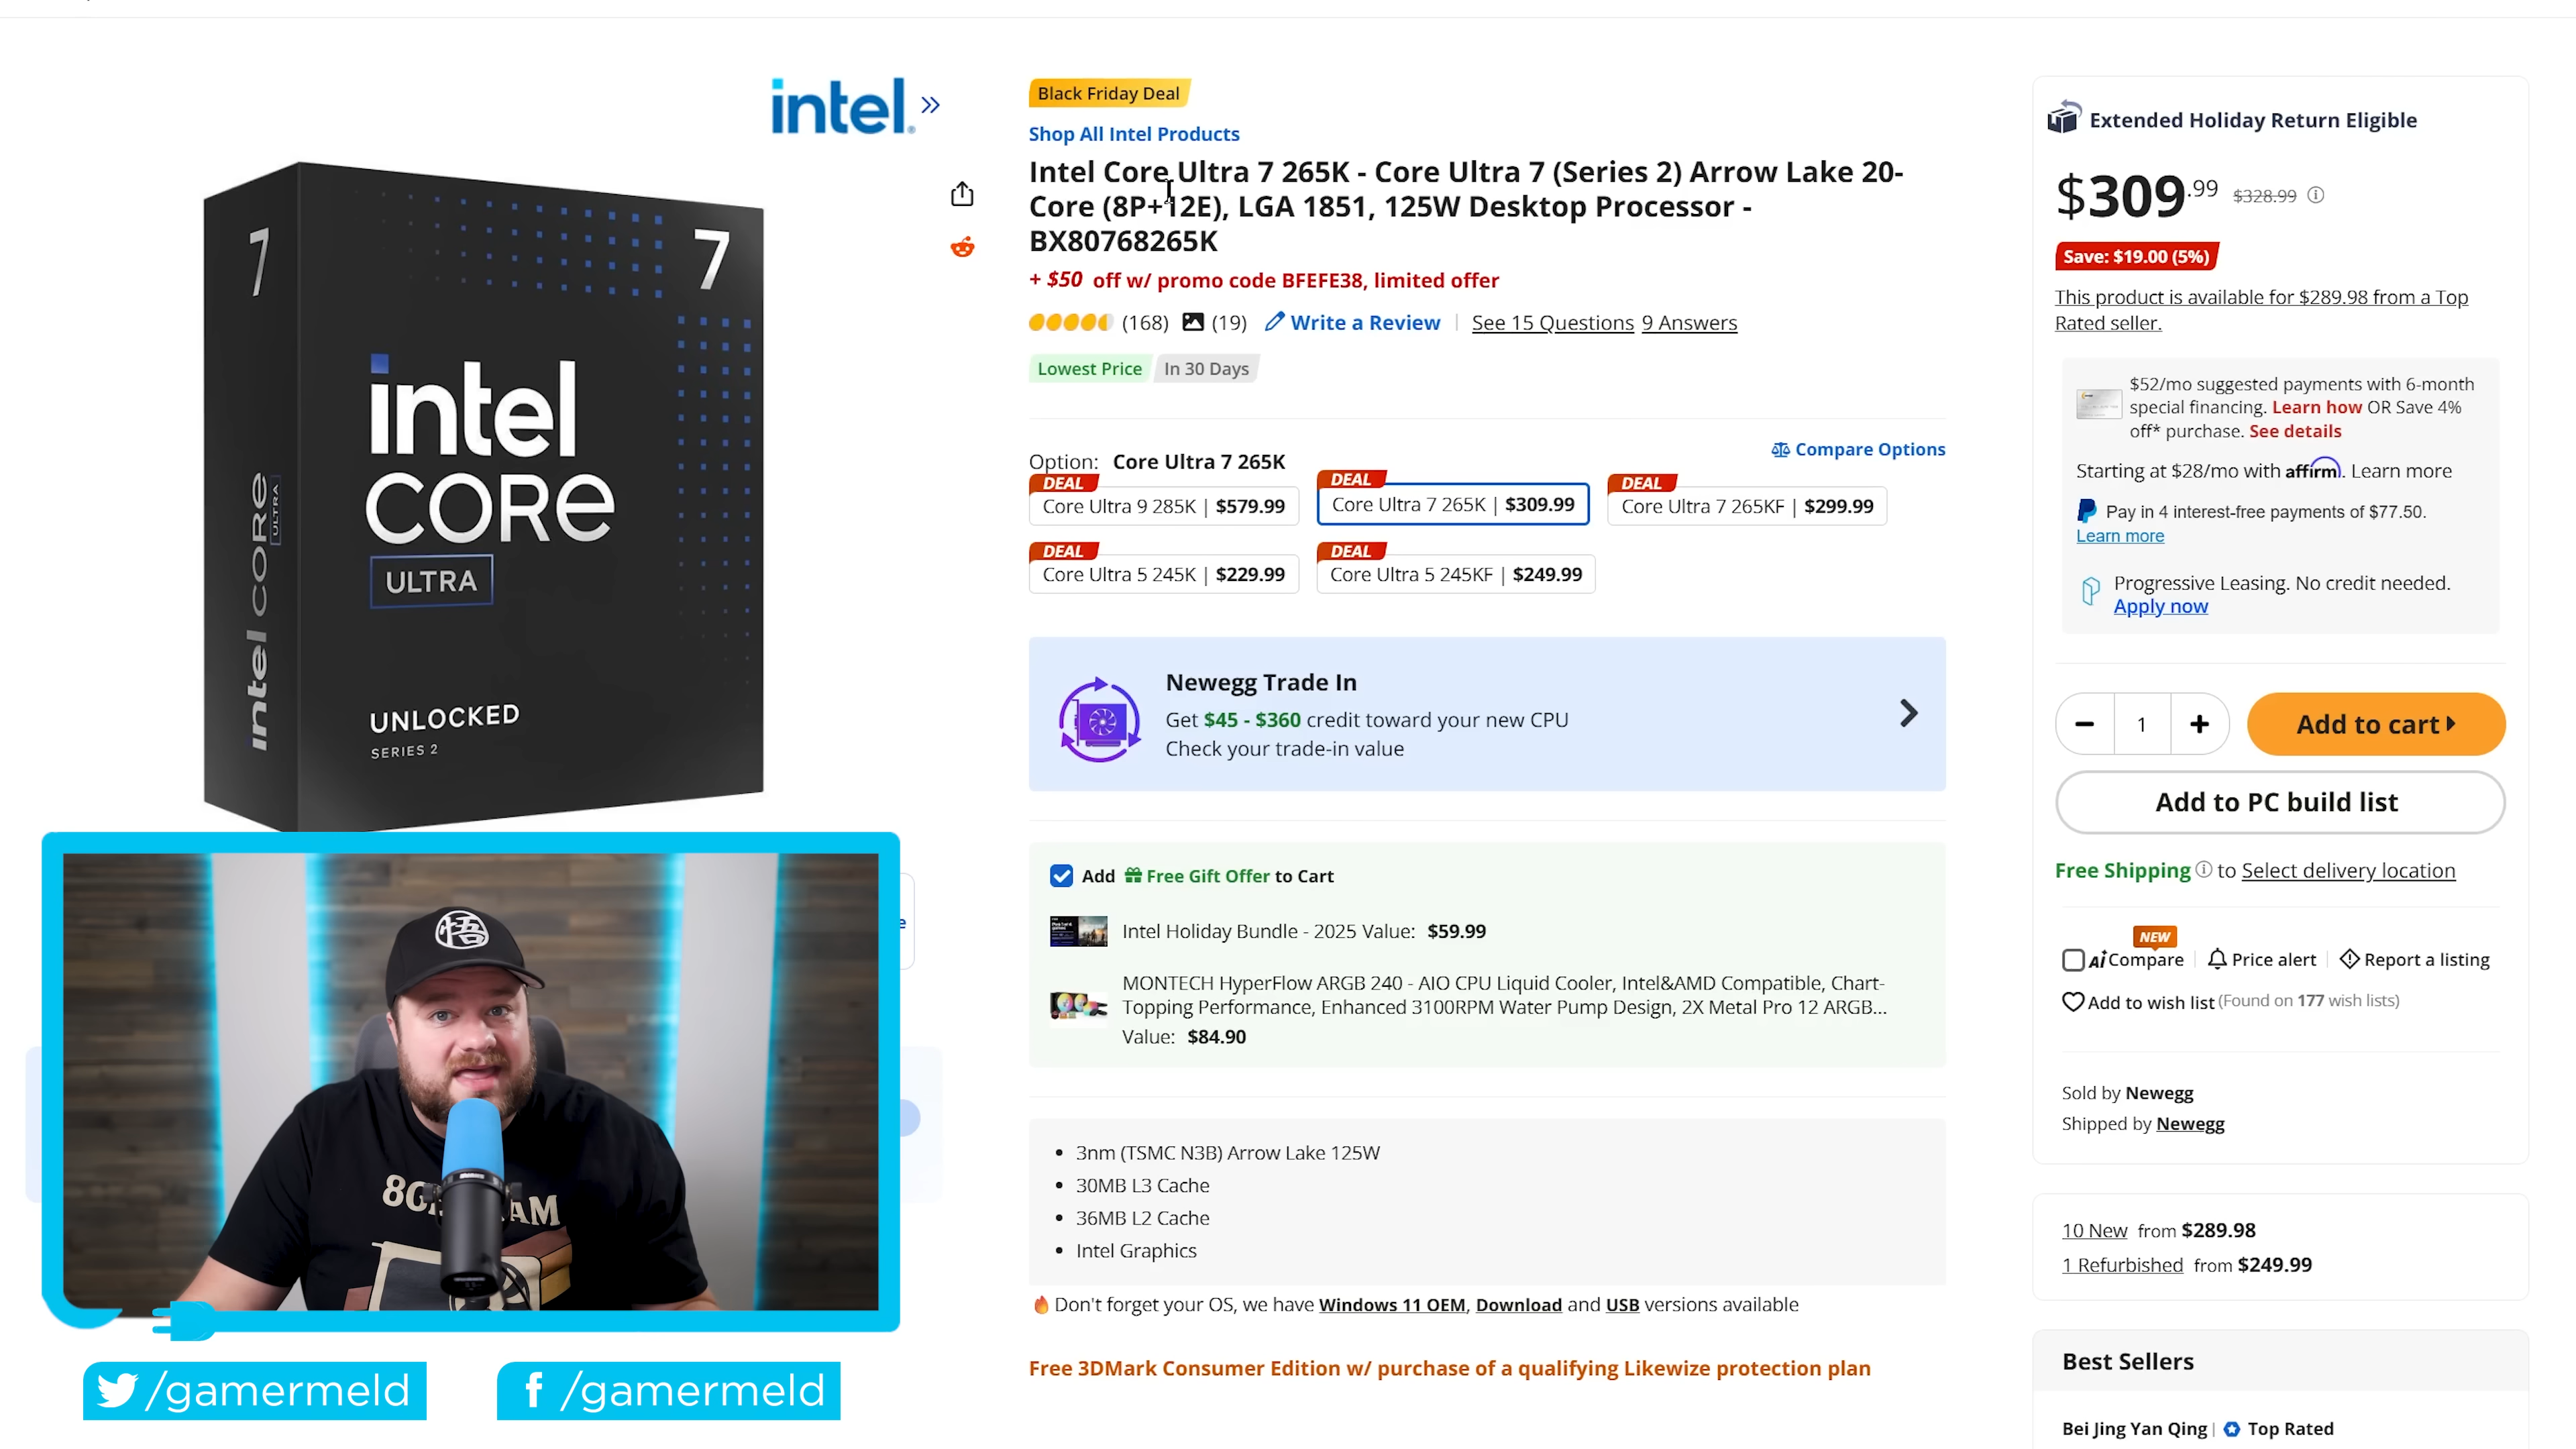 intel
Black Friday Deal
Shop All Intel Products
Intel Core Ultra 7 265K - Core Ultra 7 (Series 2) Arrow Lake 20-
Core (8P+12E), LGA 1851, 125W Desktop Processor -
BX80768265K
+ $50 off w/ promo code BFEFE38, limited offer
(168) (19) Write a Review | See 15 Questions 9 Answers
Lowest Price In 30 Days
Option: Core Ultra 7 265K
Compare Options
DEAL
Core Ultra 9 285K | $579.99
DEAL
Core Ultra 7 265K | $309.99
DEAL
Core Ultra 7 265KF | $299.99
DEAL
Core Ultra 5 245K | $229.99
DEAL
Core Ultra 5 245KF | $249.99
Newegg Trade In
Get $45 - $360 credit toward your new CPU
Check your trade-in value
Add Free Gift Offer to Cart
Intel Holiday Bundle - 2025 Value: $59.99
MONTECH HyperFlow ARGB 240 - AIO CPU Liquid Cooler, Intel&AMD Compatible, Chart-
Topping Performance, Enhanced 3100RPM Water Pump Design, 2X Metal Pro 12 ARGB...
Value: $84.90
• 3nm (TSMC N3B) Arrow Lake 125W
• 30MB L3 Cache
• 36MB L2 Cache
• Intel Graphics
Don't forget your OS, we have Windows 11 OEM, Download and USB versions available
Free 3DMark Consumer Edition w/ purchase of a qualifying Likewize protection plan
Extended Holiday Return Eligible
$309.99 $328.99
Save: $19.00 (5%)
This product is available for $289.98 from a Top
Rated seller.
$52/mo suggested payments with 6-month
special financing. Learn how OR Save 4%
off* purchase. See details
Starting at $28/mo with affirm. Learn more
Pay in 4 interest-free payments of $77.50.
Learn more
Progressive Leasing. No credit needed.
Apply now
− 1 +
Add to cart
Add to PC build list
Free Shipping to Select delivery location
NEW
Ai Compare | Price alert | Report a listing
Add to wish list (Found on 177 wish lists)
Sold by Newegg
Shipped by Newegg
10 New from $289.98
1 Refurbished from $249.99
Best Sellers
Bei Jing Yan Qing | Top Rated
7
7
intel
CORE
ULTRA
UNLOCKED
SERIES 2
intel CORE
ULTRA
e
悟
/gamermeld
/gamermeld